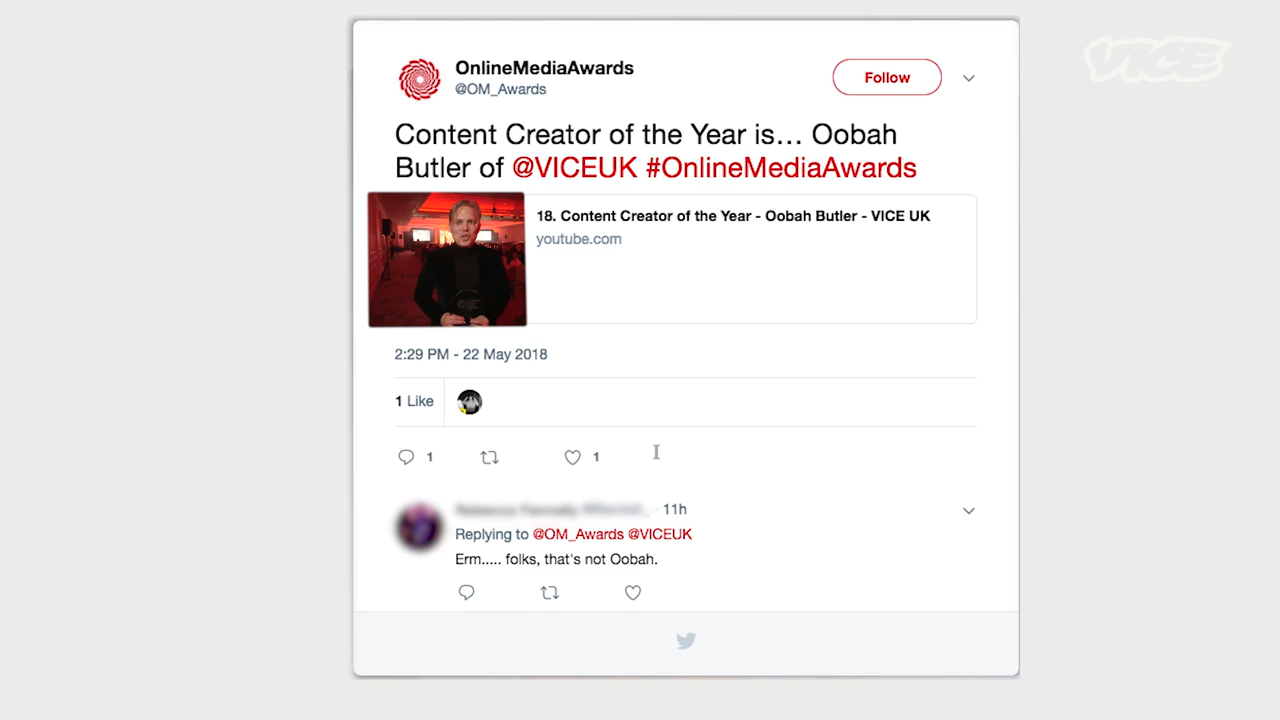 VICE
OnlineMediaAwards
@OM_Awards
Follow
Content Creator of the Year is... Oobah
Butler of @VICEUK #OnlineMediaAwards
18. Content Creator of the Year - Oobah Butler - VICE UK
youtube.com
2:29 PM - 22 May 2018
1 Like
1
1
11h
Replying to @OM_Awards @VICEUK
Erm..... folks, that's not Oobah.